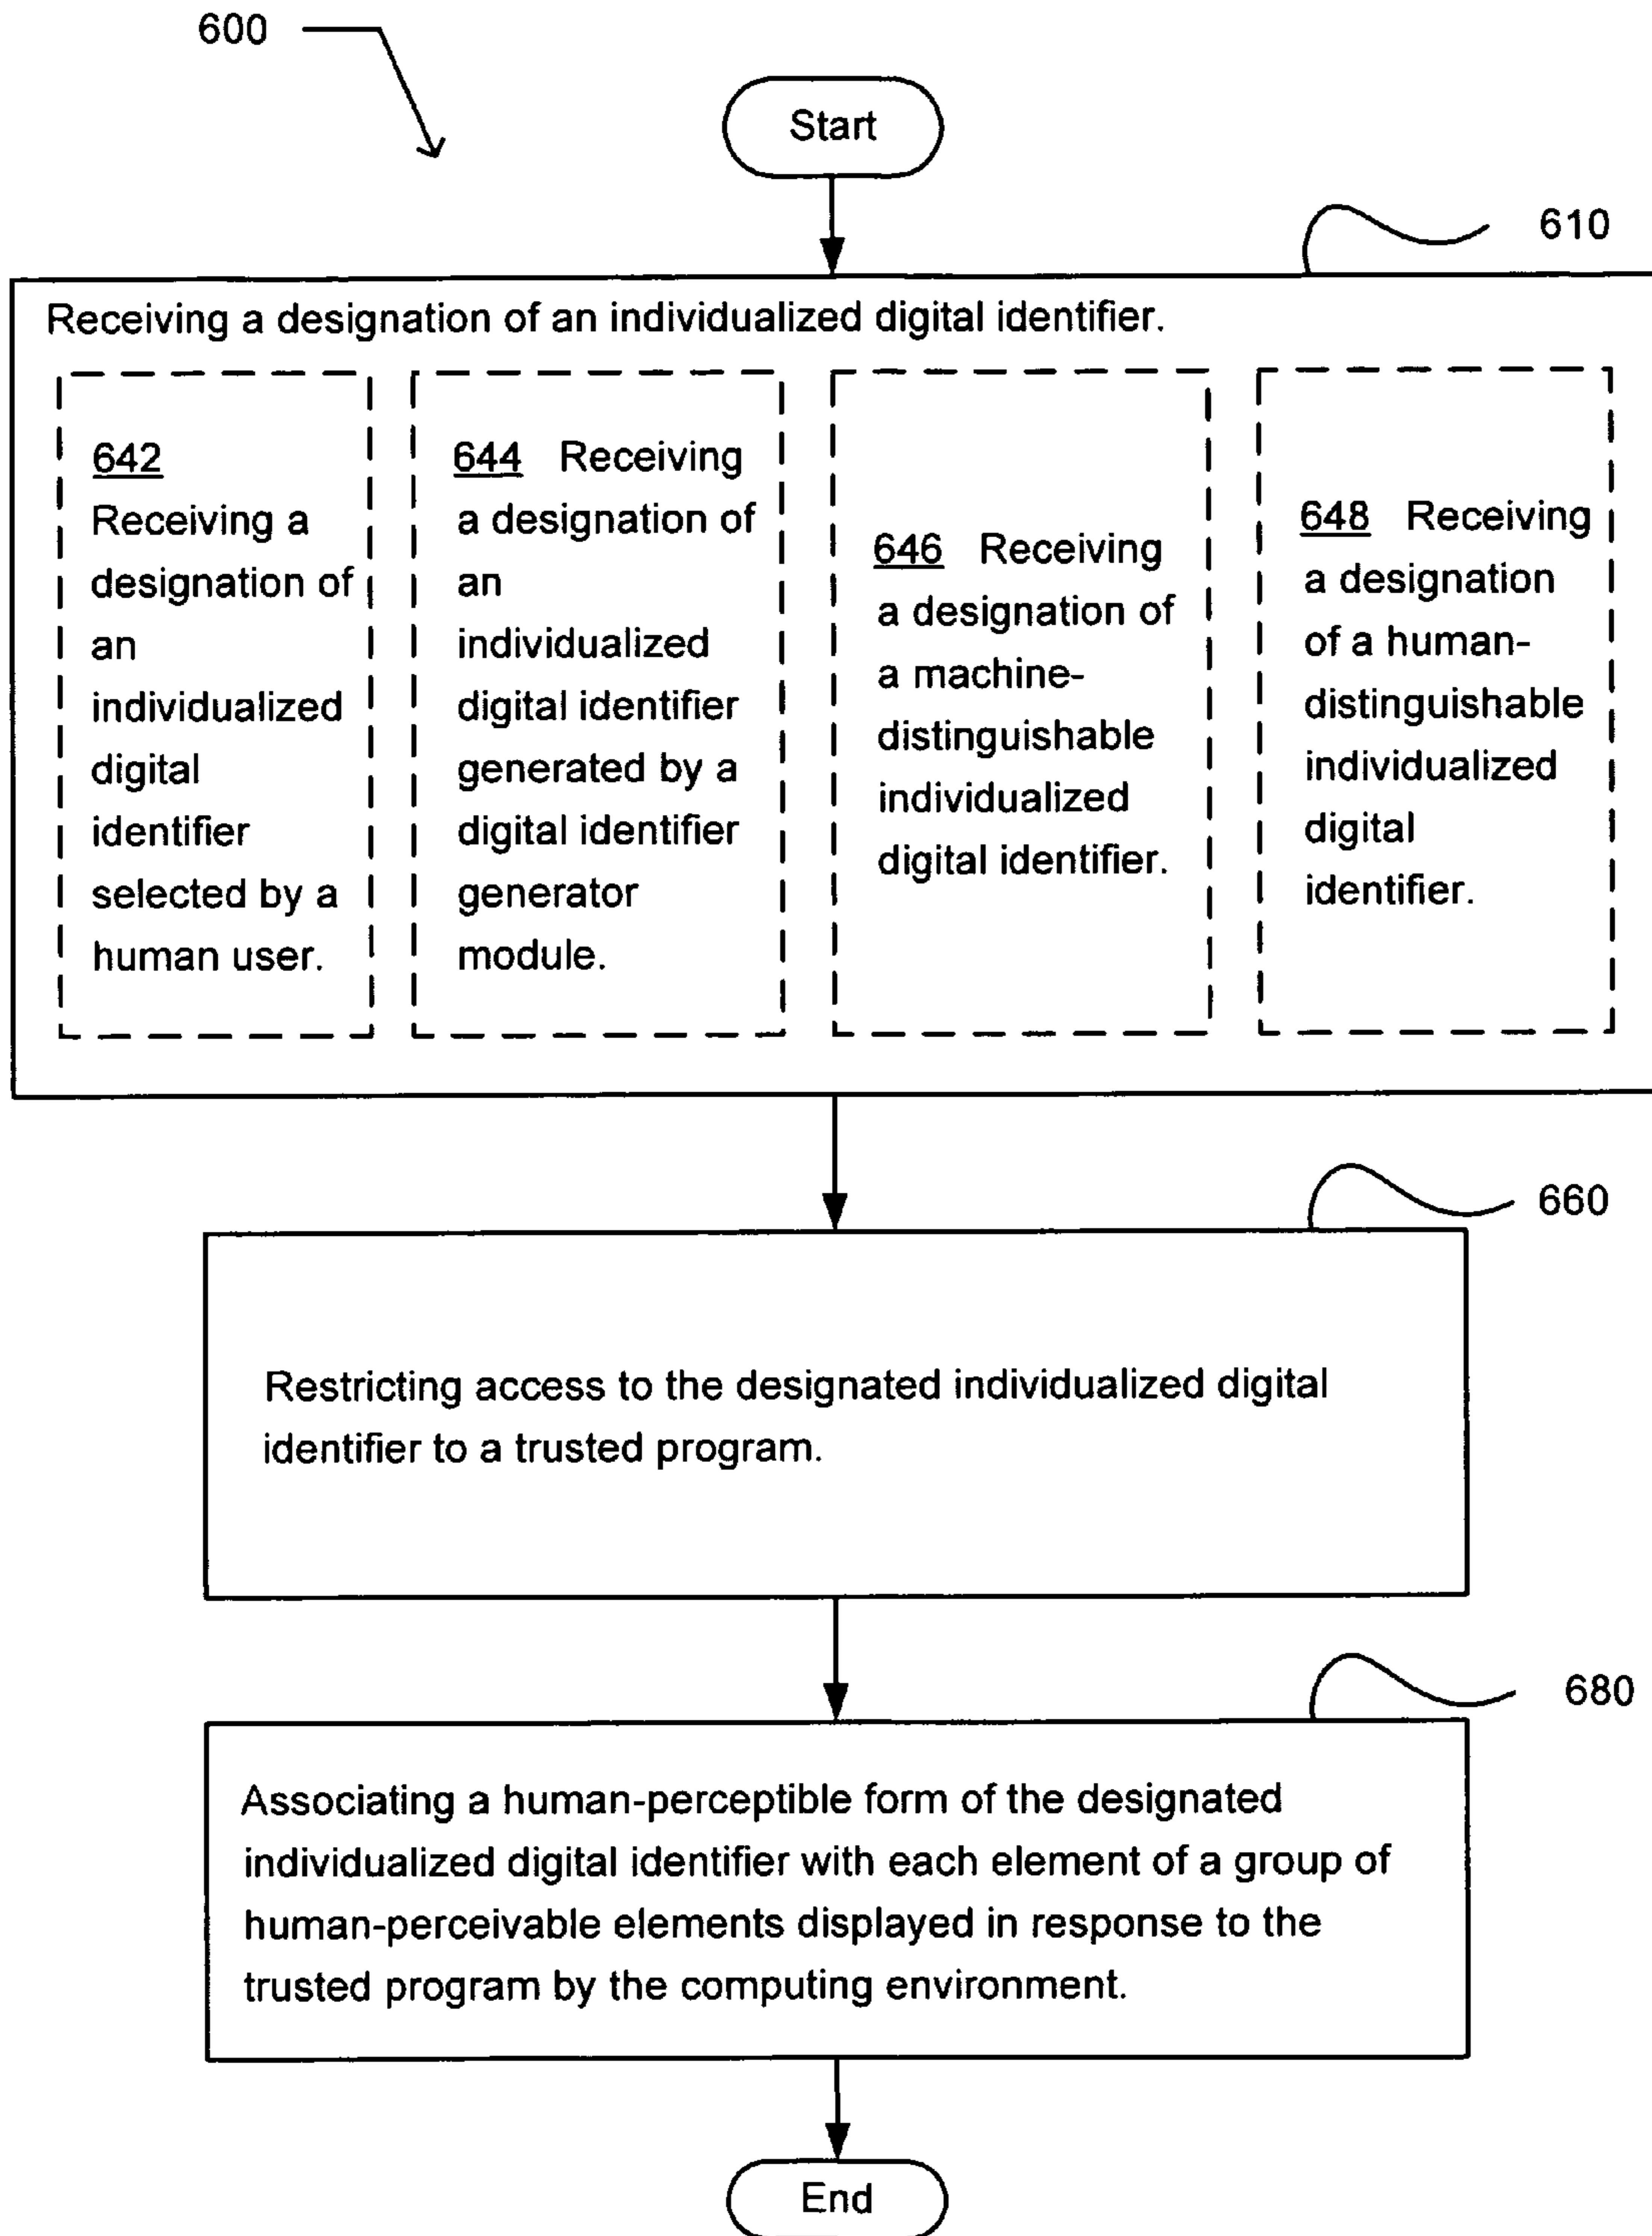 600
Start
610
Receiving a designation of an individualized digital identifier.
642
Receiving a
designation of
an
individualized
digital
identifier
selected by a
human user.
644 Receiving
a designation of
an
individualized
digital identifier
generated by a
digital identifier
generator
module.
646 Receiving
a designation of
a machine-
distinguishable
individualized
digital identifier.
648 Receiving
a designation
of a human-
distinguishable
individualized
digital
identifier.
660
Restricting access to the designated individualized digital
identifier to a trusted program.
680
Associating a human-perceptible form of the designated
individualized digital identifier with each element of a group of
human-perceivable elements displayed in response to the
trusted program by the computing environment.
End